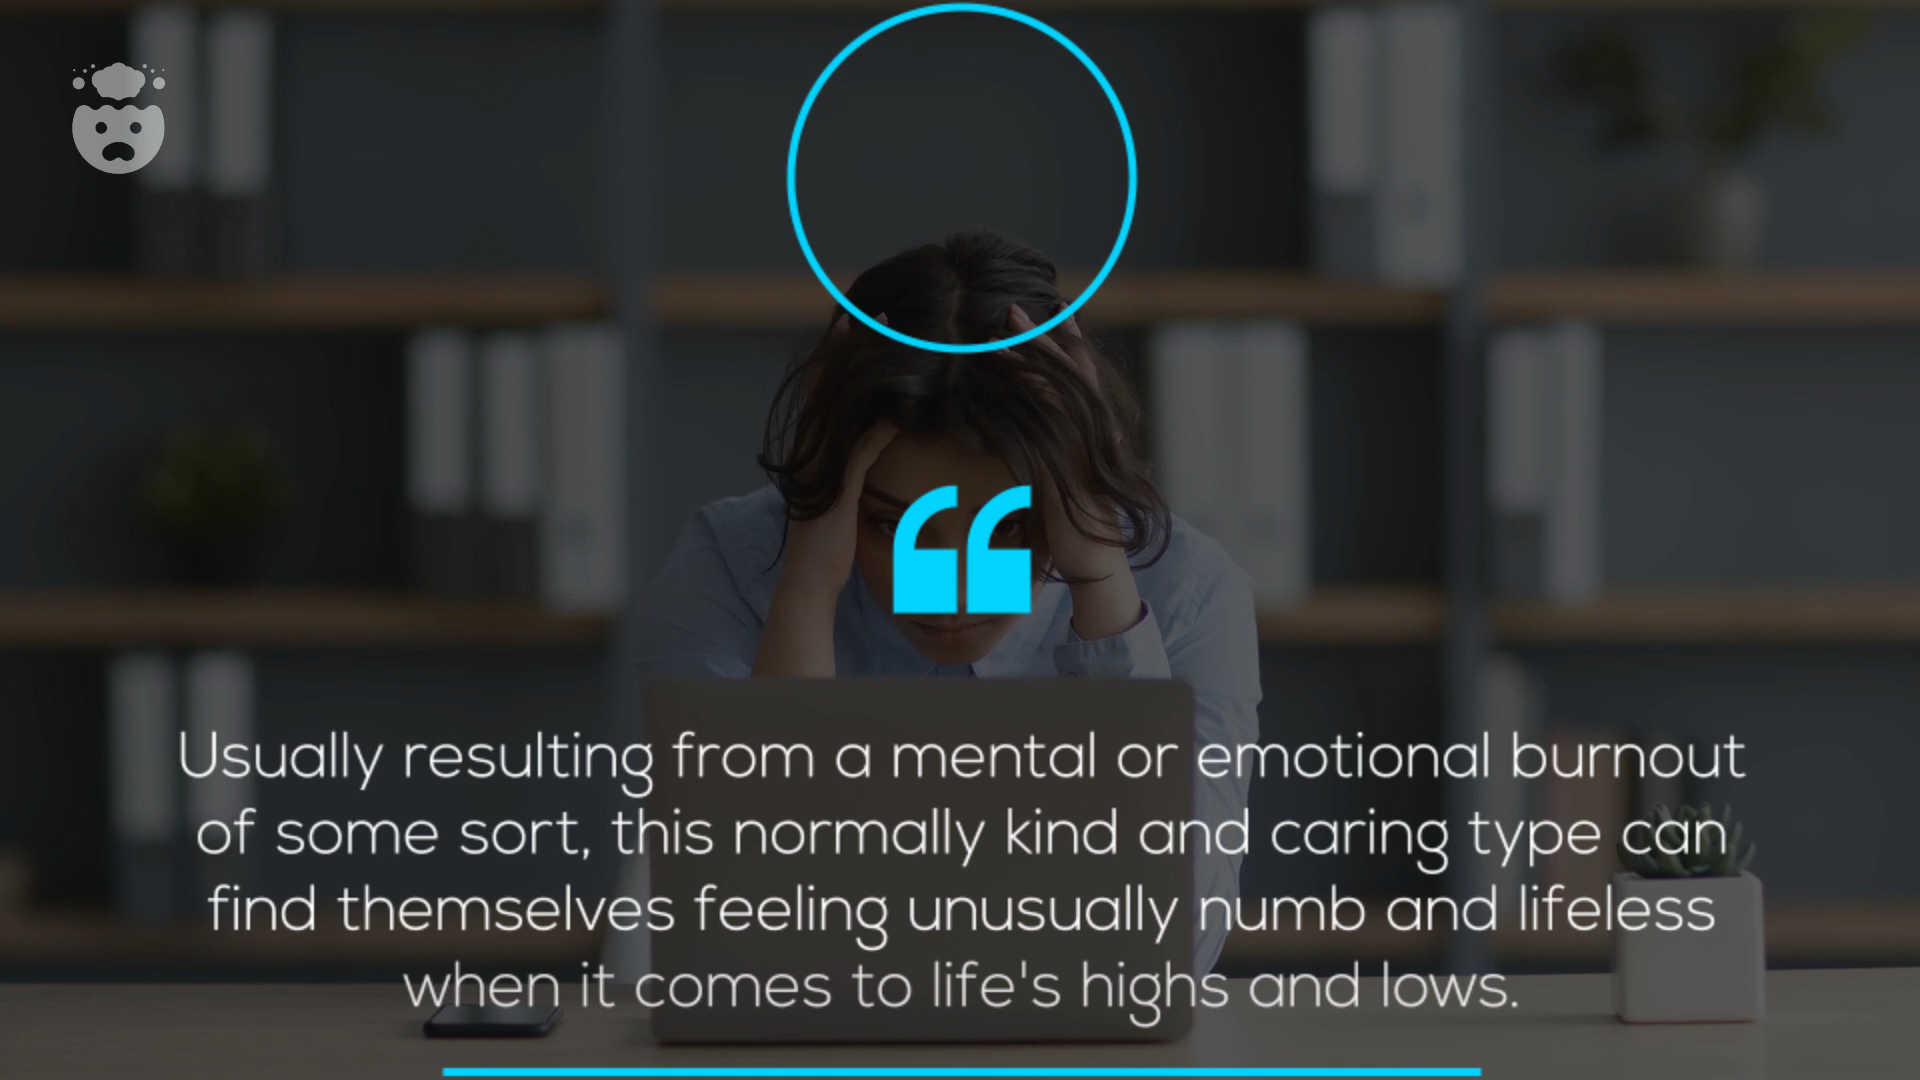 Usually resulting from a mental or emotional burnout
of some sort, this normally kind and caring type can
find themselves feeling unusually numb and lifeless
when it comes to life's highs and lows.